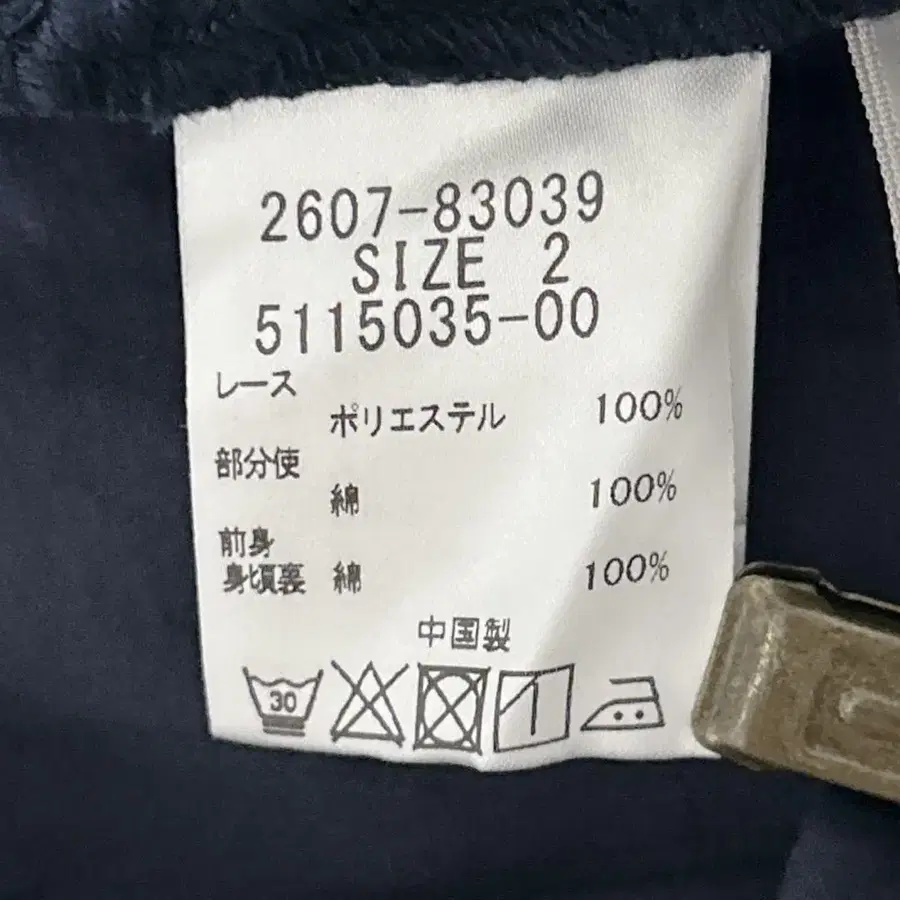 2607-83039
SIZE 2
5115035-00
レース
ポリエステル 100%
部分使
綿 100%
前身
身頃裏 綿 100%
中国製
30